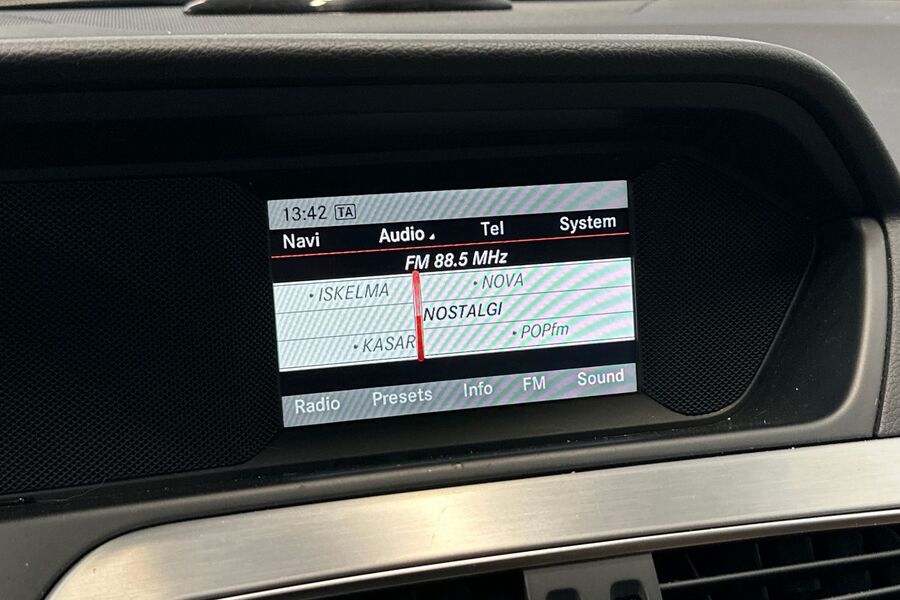 13:42 TA
Navi Audio Tel System
FM 88.5 MHz
• ISKELMA • NOVA
NOSTALGI
• KASAR • POPfm
Radio Presets Info FM Sound